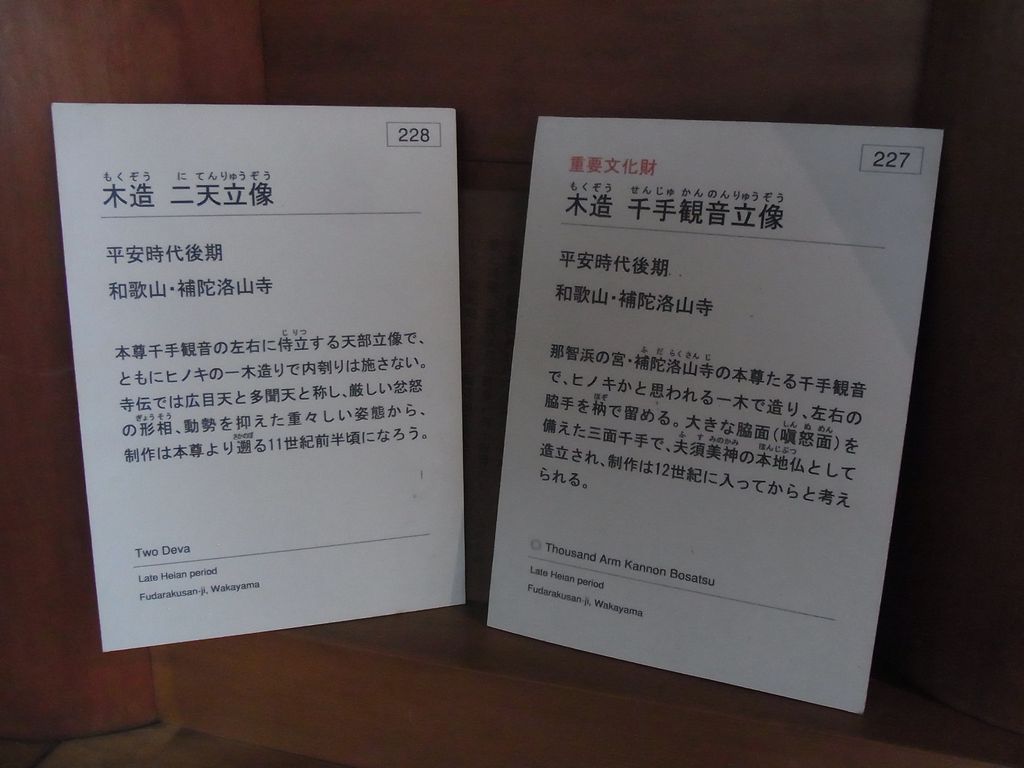 228
もくぞう にてんりゅうぞう
木造 二天立像
平安時代後期
和歌山・補陀洛山寺
じりつ
本尊千手観音の左右に侍立する天部立像で、
ともにヒノキの一木造りで内刳りは施さない。
寺伝では広目天と多聞天と称し、厳しい忿怒
ぎょうそう
の形相、動勢を抑えた重々しい姿態から、
さかのぼ
制作は本尊より遡る11世紀前半頃になろう。
Two Deva
Late Heian period
Fudarakusan-ji, Wakayama
227
重要文化財
もくぞう せんじゅかんのんりゅうぞう
木造 千手観音立像
平安時代後期
和歌山・補陀洛山寺
ふだらくさんじ
那智浜の宮・補陀洛山寺の本尊たる千手観音
で、ヒノキかと思われる一木で造り、左右の
ほぞ しんぬめん
脇手を枘で留める。大きな脇面(嗔怒面)を
ふすみのかみ ほんじぶつ
備えた三面千手で、夫須美神の本地仏として
造立され、制作は12世紀に入ってからと考え
られる。
Thousand Arm Kannon Bosatsu
Late Heian period
Fudarakusan-ji, Wakayama